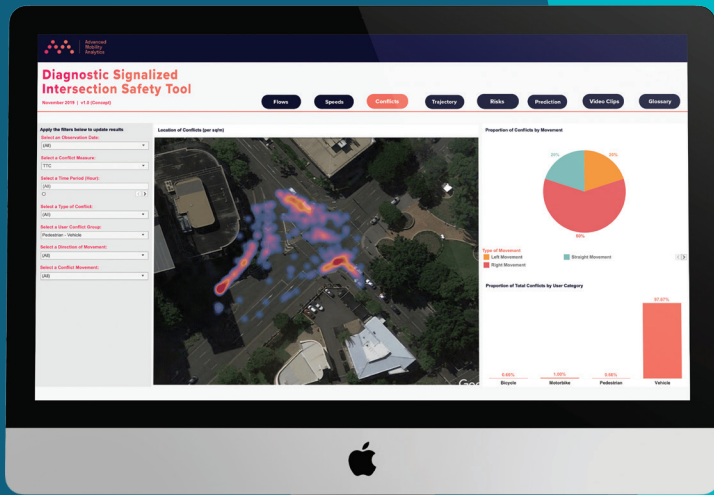 Advanced
Mobility
Analytics
Diagnostic Signalized
Intersection Safety Tool
November 2019 | v1.0 (Concept)
Flows
Speeds
Conflicts
Trajectory
Risks
Prediction
Video Clips
Glossary
Apply the filters below to update results
Select an Observation Date:
(All)
Select a Conflict Measure:
TTC
Select a Time Period (Hour):
(All)
Select a Type of Conflict:
(All)
Select a User Conflict Group:
Pedestrian - Vehicle
Select a Direction of Movement:
(All)
Select a Conflict Movement:
(All)
Location of Conflicts (per sq/m)
Goo
Proportion of Conflicts by Movement
20%
20%
60%
Type of Movement
Left Movement
Straight Movement
Right Movement
Proportion of Total Conflicts by User Category
97.67%
1.00%
Bicycle
Motorbike
Pedestrian
Vehicle